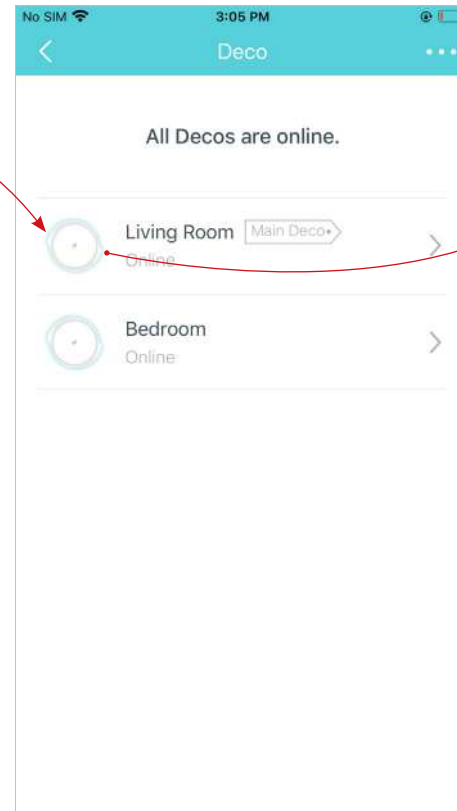 No SIM 3:05 PM
Deco
All Decos are online.
Living Room Main Deco
Online
Bedroom
Online